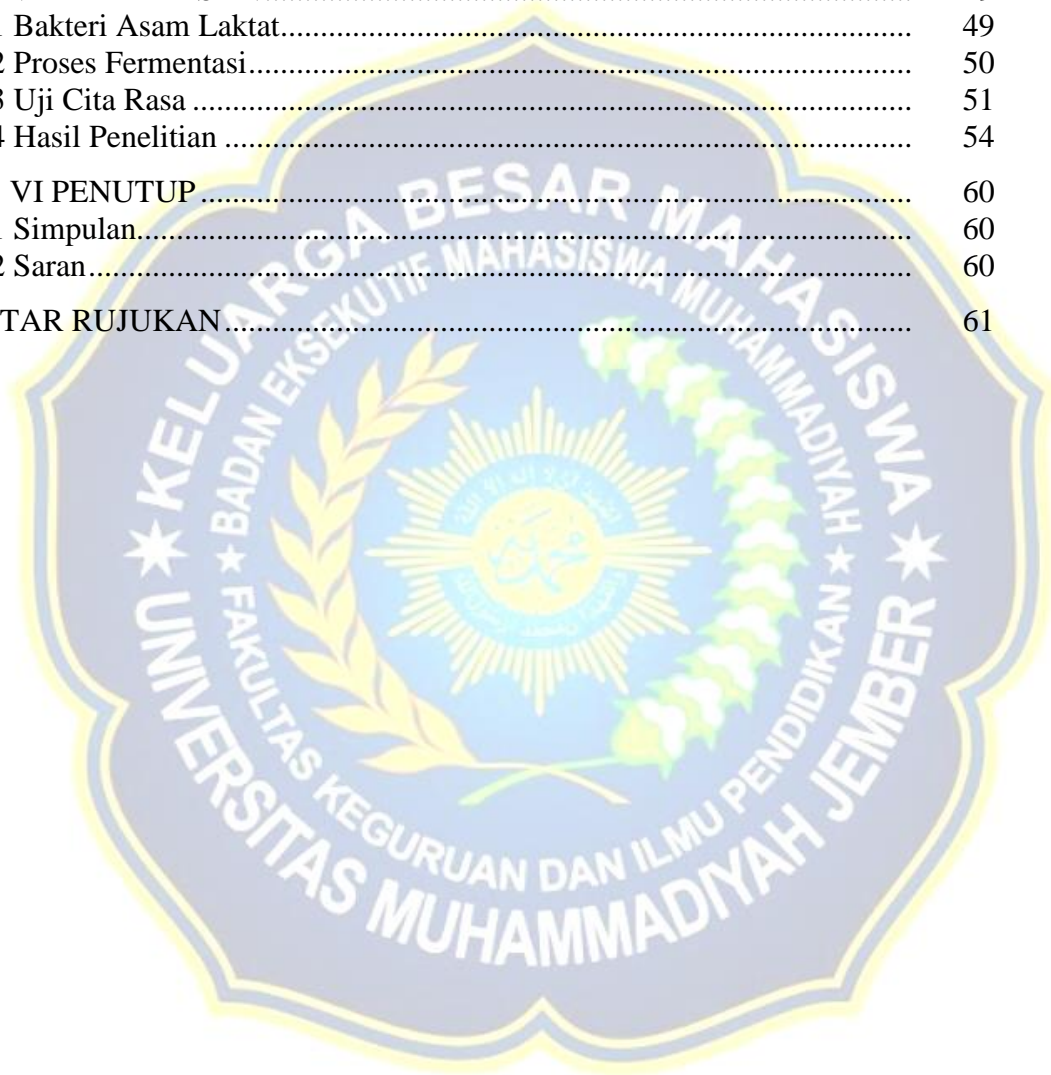 1 Bakteri Asam Laktat.......................................................................... 49
2 Proses Fermentasi.............................................................................. 50
3 Uji Cita Rasa ..................................................................................... 51
4 Hasil Penelitian ................................................................................. 54
VI PENUTUP ........................................................................................ 60
1 Simpulan............................................................................................ 60
2 Saran.................................................................................................. 60
TAR RUJUKAN.................................................................................... 61
★ KELUARGA BESAR MAHASISWA ★
UNIVERSITAS MUHAMMADIYAH JEMBER
★ BADAN EKSEKUTIF MAHASISWA MUHAMMADIYAH ★
FAKULTAS KEGURUAN DAN ILMU PENDIDIKAN
محمدية